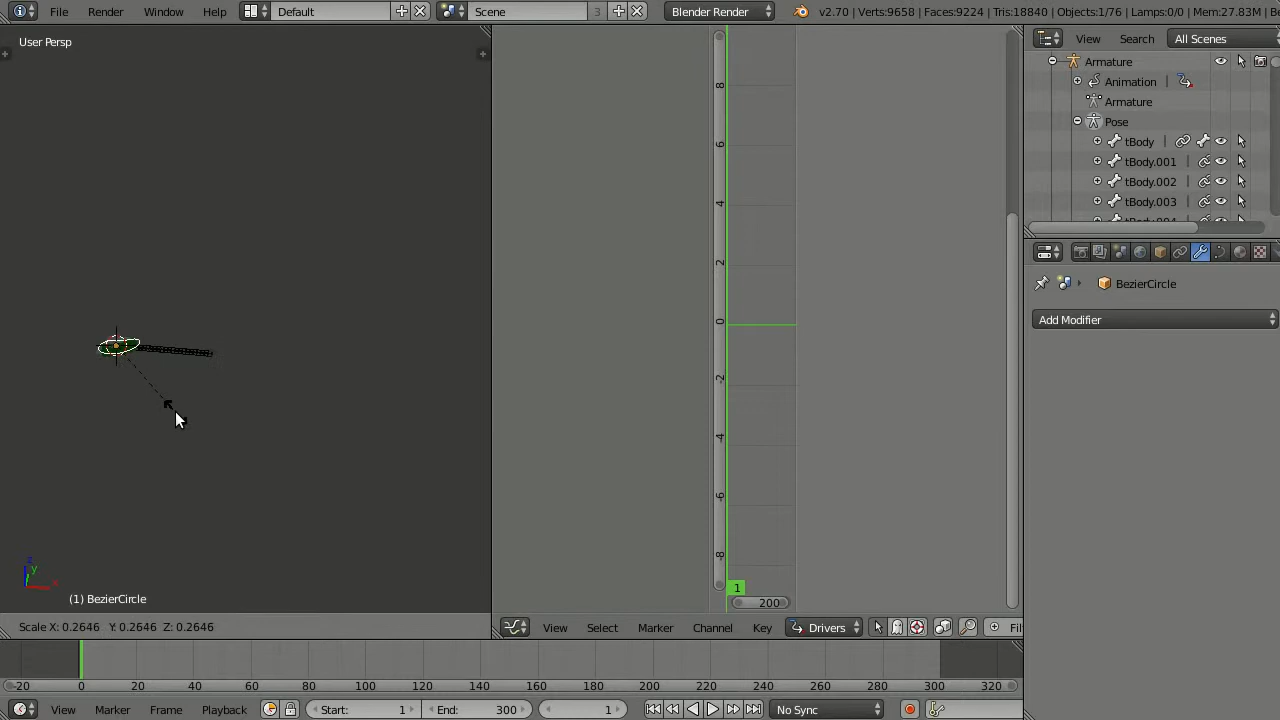 File Render Window Help Default Scene 3 Blender Render v2.70 | Verts:9658 | Faces:9224 | Tris:18840 | Objects:1/76 | Lamps:0/0 | Mem:27.83M |
User Persp
View Search All Scenes
Armature
Animation
Armature
Pose
tBody
tBody.001
tBody.002
tBody.003
tBody.004
BezierCircle
Add Modifier
8
6
4
2
0
-2
-4
-6
-8
1
200
z
y
x
(1) BezierCircle
Scale X: 0.2646 Y: 0.2646 Z: 0.2646
View Select Marker Channel Key Drivers
-20 0 20 40 60 80 100 120 140 160 180 200 220 240 260 280 300 320
View Marker Frame Playback Start: 1 End: 300 1 No Sync